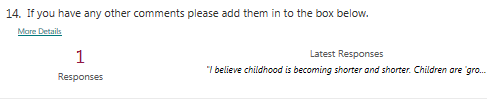 14. If you have any other comments please add them in to the box below.
More Details
1
Responses
Latest Responses
"I believe childhood is becoming shorter and shorter. Children are 'gro...